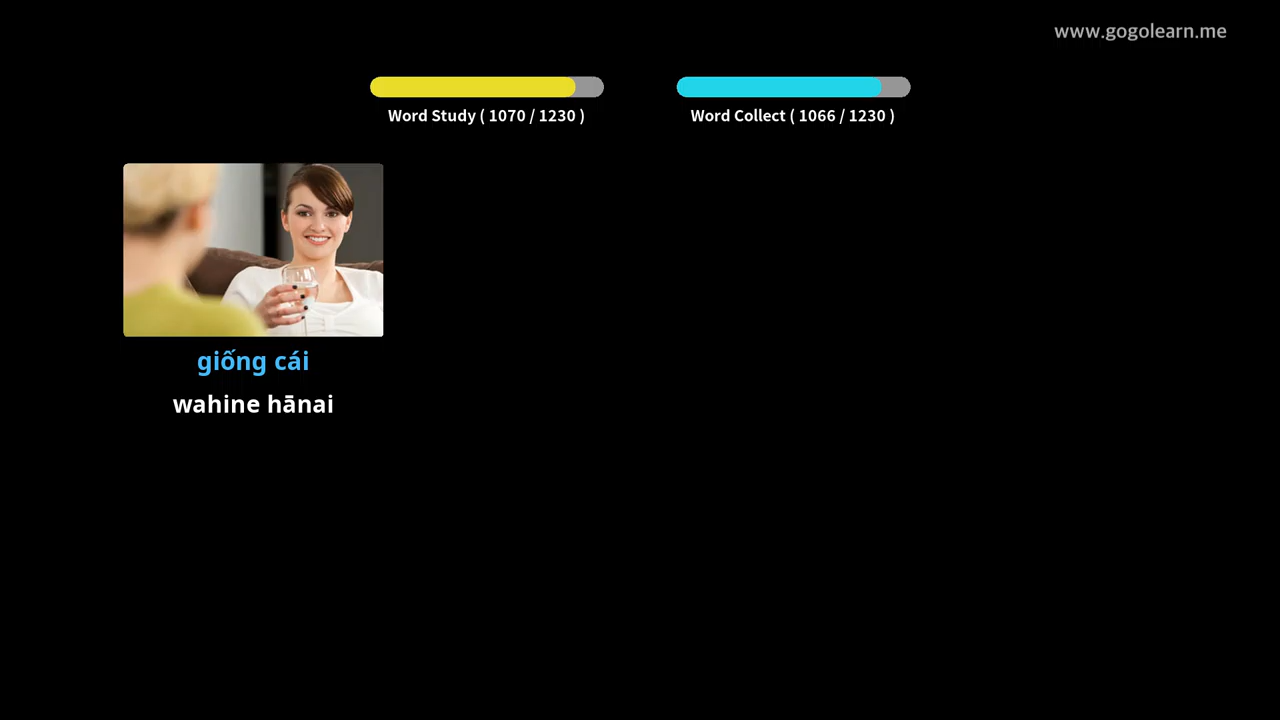 www.gogolearn.me
Word Study ( 1070 / 1230 )
Word Collect ( 1066 / 1230 )
giống cái
wahine hānai